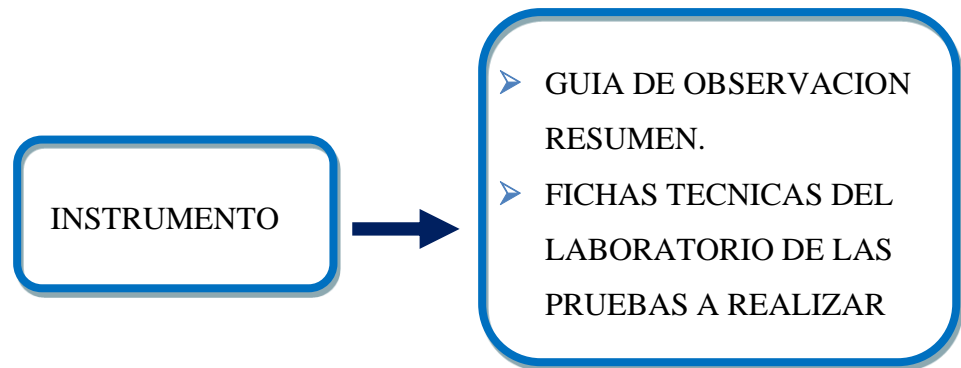 INSTRUMENTO
GUIA DE OBSERVACION
RESUMEN.
FICHAS TECNICAS DEL
LABORATORIO DE LAS
PRUEBAS A REALIZAR